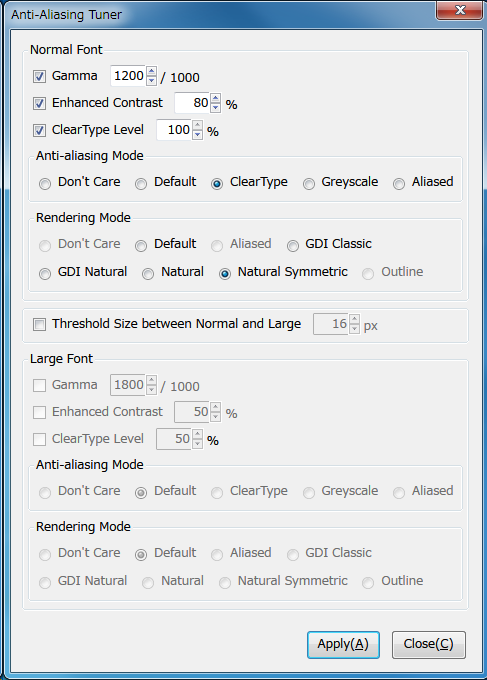 Anti-Aliasing Tuner
Normal Font
Gamma 1200 / 1000
Enhanced Contrast 80 %
ClearType Level 100 %
Anti-aliasing Mode
Don't Care Default ClearType Greyscale Aliased
Rendering Mode
Don't Care Default Aliased GDI Classic
GDI Natural Natural Natural Symmetric Outline
Threshold Size between Normal and Large 16 px
Large Font
Gamma 1800 / 1000
Enhanced Contrast 50 %
ClearType Level 50 %
Anti-aliasing Mode
Don't Care Default ClearType Greyscale Aliased
Rendering Mode
Don't Care Default Aliased GDI Classic
GDI Natural Natural Natural Symmetric Outline
Apply(A) Close(C)